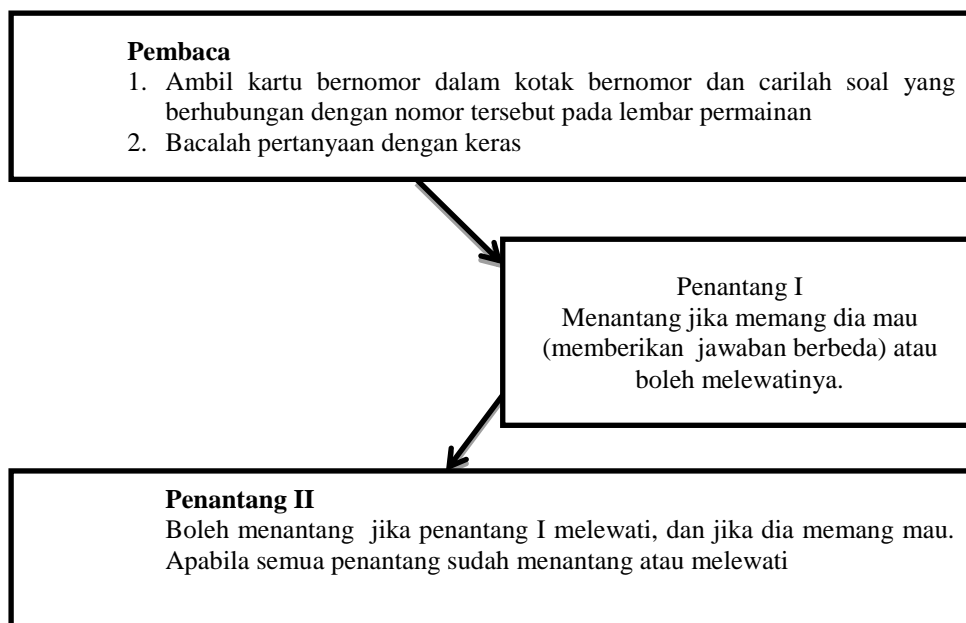 Pembaca
1. Ambil kartu bernomor dalam kotak bernomor dan carilah soal yang
berhubungan dengan nomor tersebut pada lembar permainan
2. Bacalah pertanyaan dengan keras
Penantang I
Menantang jika memang dia mau
(memberikan jawaban berbeda) atau
boleh melewatinya.
Penantang II
Boleh menantang jika penantang I melewati, dan jika dia memang mau.
Apabila semua penantang sudah menantang atau melewati